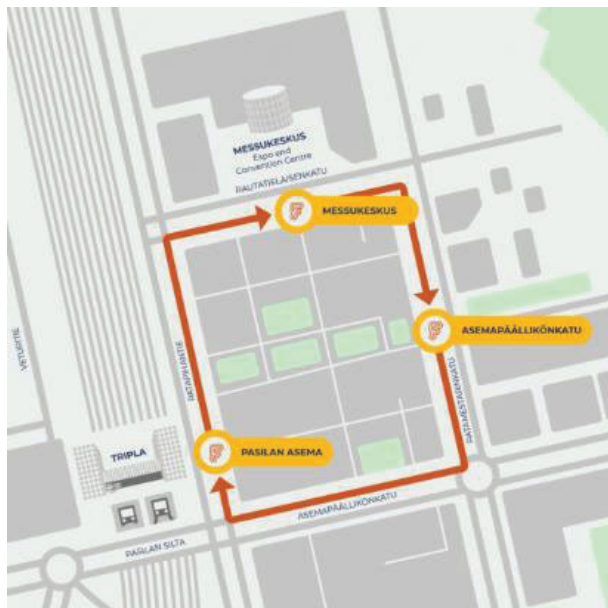 MESSUKESKUS
Expo and
Convention Centre
RAUTATIELÄISENKATU
MESSUKESKUS
ASEMAPÄÄLLIKÖNKATU
VETURITIE
RATAPIHANTIE
RATAMESTARINKATU
TRIPLA
PASILAN ASEMA
ASEMAPÄÄLLIKÖNKATU
PASILAN SILTA